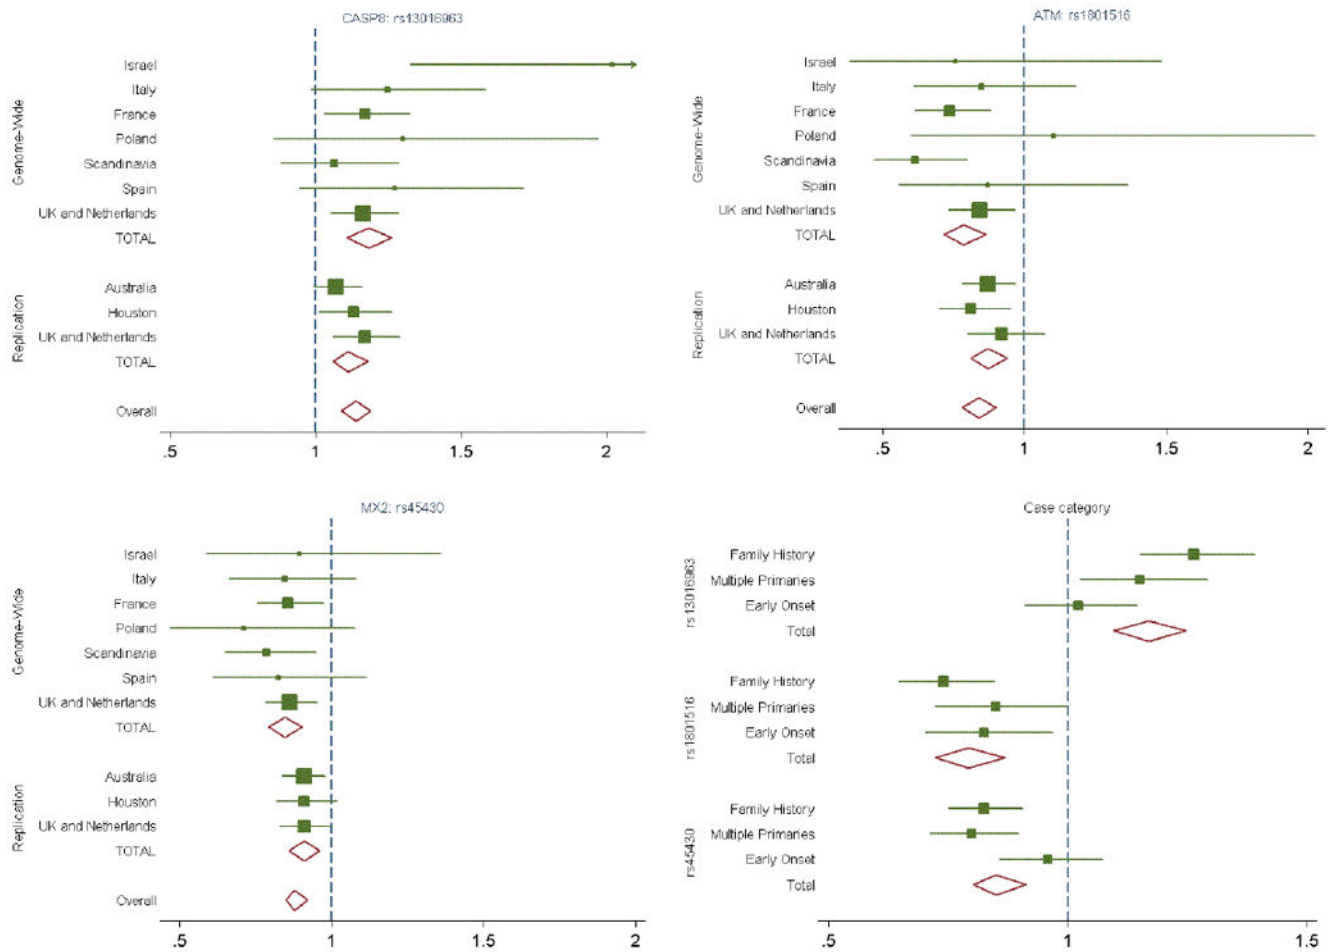 CASP8: rs13016963
Genome-Wide
Israel
Italy
France
Poland
Scandinavia
Spain
UK and Netherlands
TOTAL
Replication
Australia
Houston
UK and Netherlands
TOTAL
Overall
.5 1 1.5 2
ATM: rs1801516
Genome-Wide
Israel
Italy
France
Poland
Scandinavia
Spain
UK and Netherlands
TOTAL
Replication
Australia
Houston
UK and Netherlands
TOTAL
Overall
.5 1 1.5 2
MX2: rs45430
Genome-Wide
Israel
Italy
France
Poland
Scandinavia
Spain
UK and Netherlands
TOTAL
Replication
Australia
Houston
UK and Netherlands
TOTAL
Overall
.5 1 1.5 2
Case category
rs13016963
Family History
Multiple Primaries
Early Onset
Total
rs1801516
Family History
Multiple Primaries
Early Onset
Total
rs45430
Family History
Multiple Primaries
Early Onset
Total
.5 1 1.5